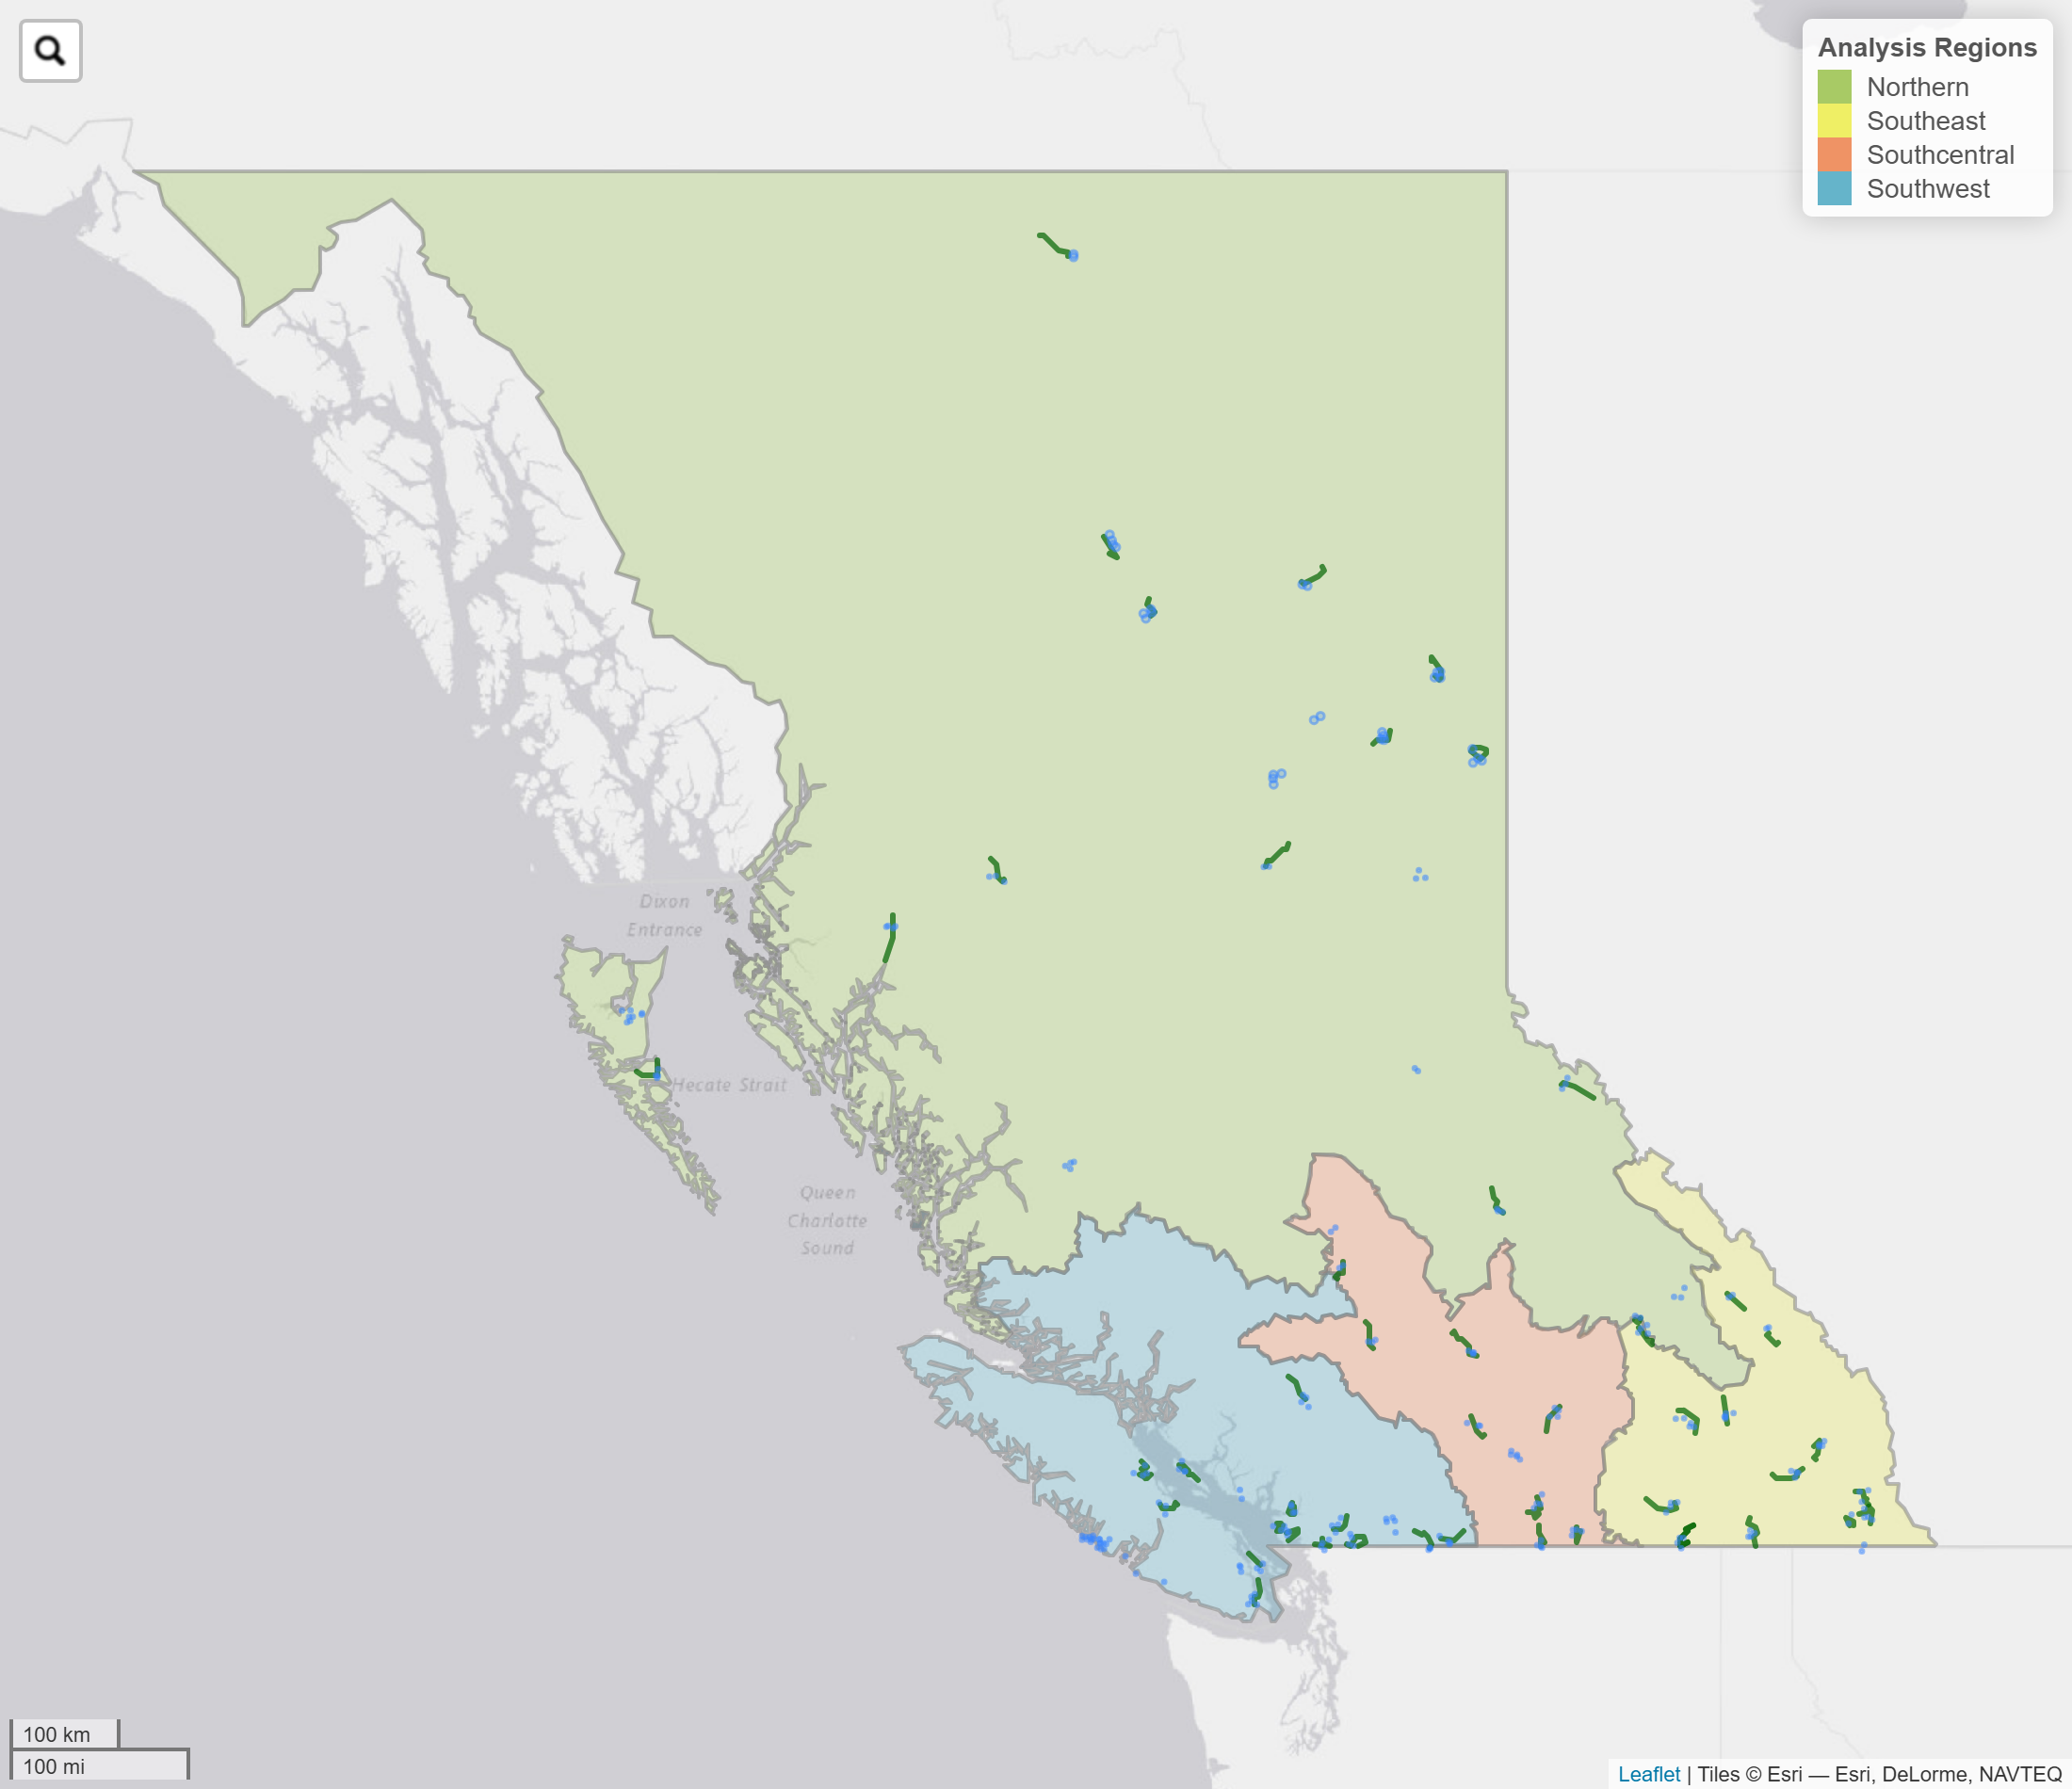 Analysis Regions
Northern
Southeast
Southcentral
Southwest
Dixon
Entrance
Hecate Strait
Queen
Charlotte
Sound
100 km
100 mi
Leaflet | Tiles © Esri — Esri, DeLorme, NAVTEQ